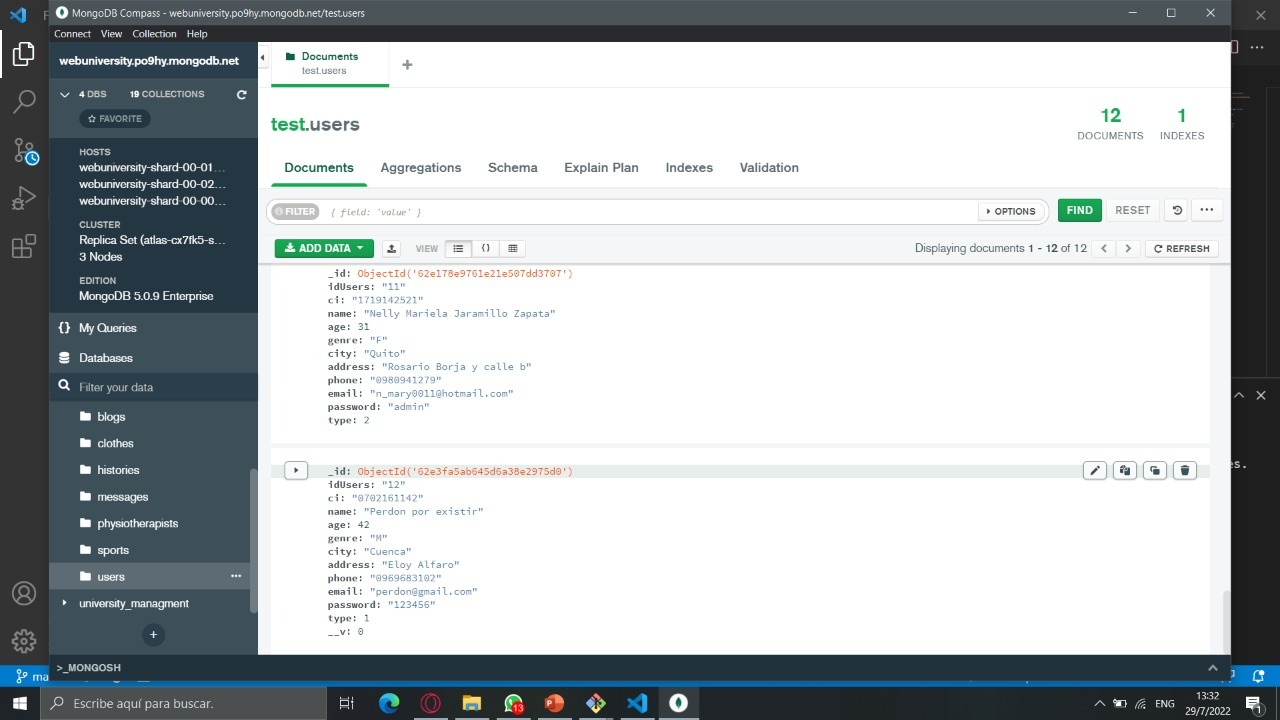 MongoDB Compass - webuniversity.po9hy.mongodb.net/test.users
Connect View Collection Help
webuniversity.po9hy.mongodb.net
Documents
test.users
4 DBS 19 COLLECTIONS
FAVORITE
HOSTS
webuniversity-shard-00-01...
webuniversity-shard-00-02...
webuniversity-shard-00-00...
CLUSTER
Replica Set (atlas-cx7fk5-s...
3 Nodes
EDITION
MongoDB 5.0.9 Enterprise
{} My Queries
Databases
Filter your data
blogs
clothes
histories
messages
physiotherapists
sports
users ...
university_managment
+
>_MONGOSH
test.users
12
DOCUMENTS
1
INDEXES
Documents Aggregations Schema Explain Plan Indexes Validation
FILTER { field: 'value' } OPTIONS FIND RESET ...
ADD DATA VIEW {} Displaying documents 1 - 12 of 12 < > REFRESH
_id: ObjectId('62e178e9761e21e507dd3707')
idUsers: "11"
ci: "1719142521"
name: "Nelly Mariela Jaramillo Zapata"
age: 31
genre: "F"
city: "Quito"
address: "Rosario Borja y calle b"
phone: "0980941279"
email: "n_mary0011@hotmail.com"
password: "admin"
type: 2
_id: ObjectId('62e3fa5ab645d6a38e2975d0')
idUsers: "12"
ci: "0702161142"
name: "Perdon por existir"
age: 42
genre: "M"
city: "Cuenca"
address: "Eloy Alfaro"
phone: "0969683102"
email: "perdon@gmail.com"
password: "123456"
type: 1
__v: 0
s.
ma
Escribe aquí para buscar.
13
ENG
13:32
29/7/2022
1